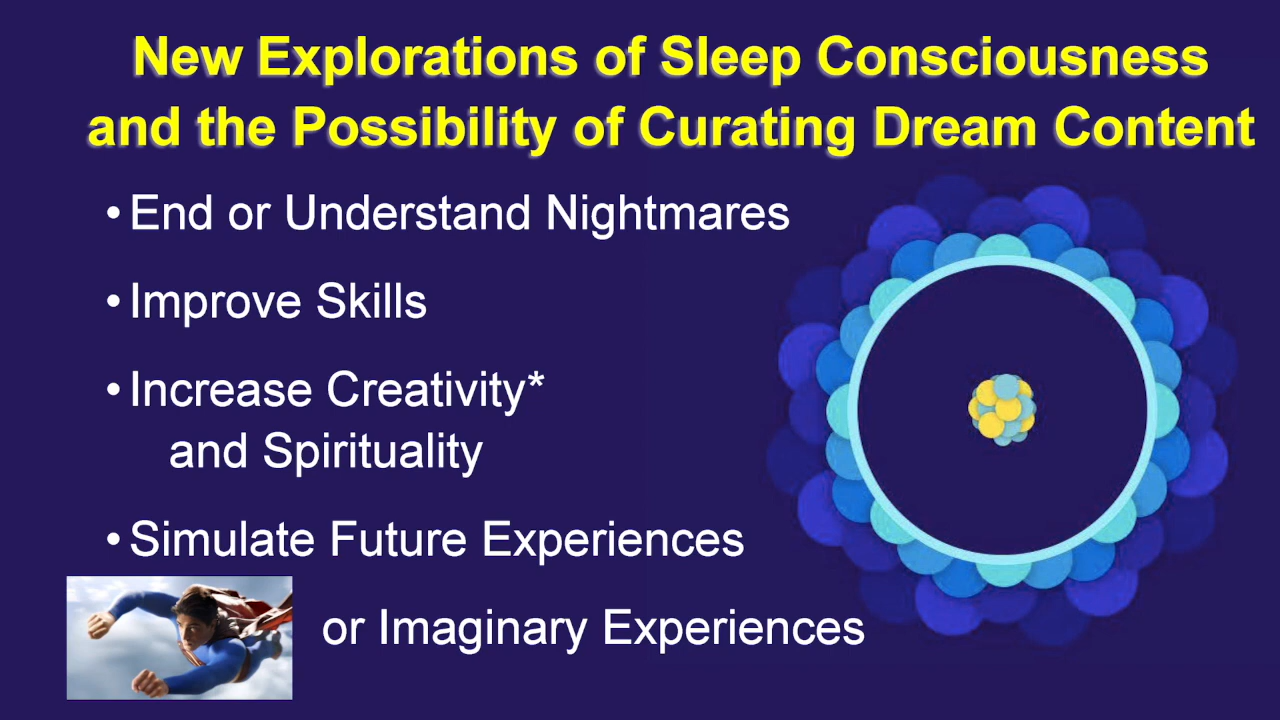 New Explorations of Sleep Consciousness
and the Possibility of Curating Dream Content
•End or Understand Nightmares
•Improve Skills
•Increase Creativity*
and Spirituality
•Simulate Future Experiences
or Imaginary Experiences